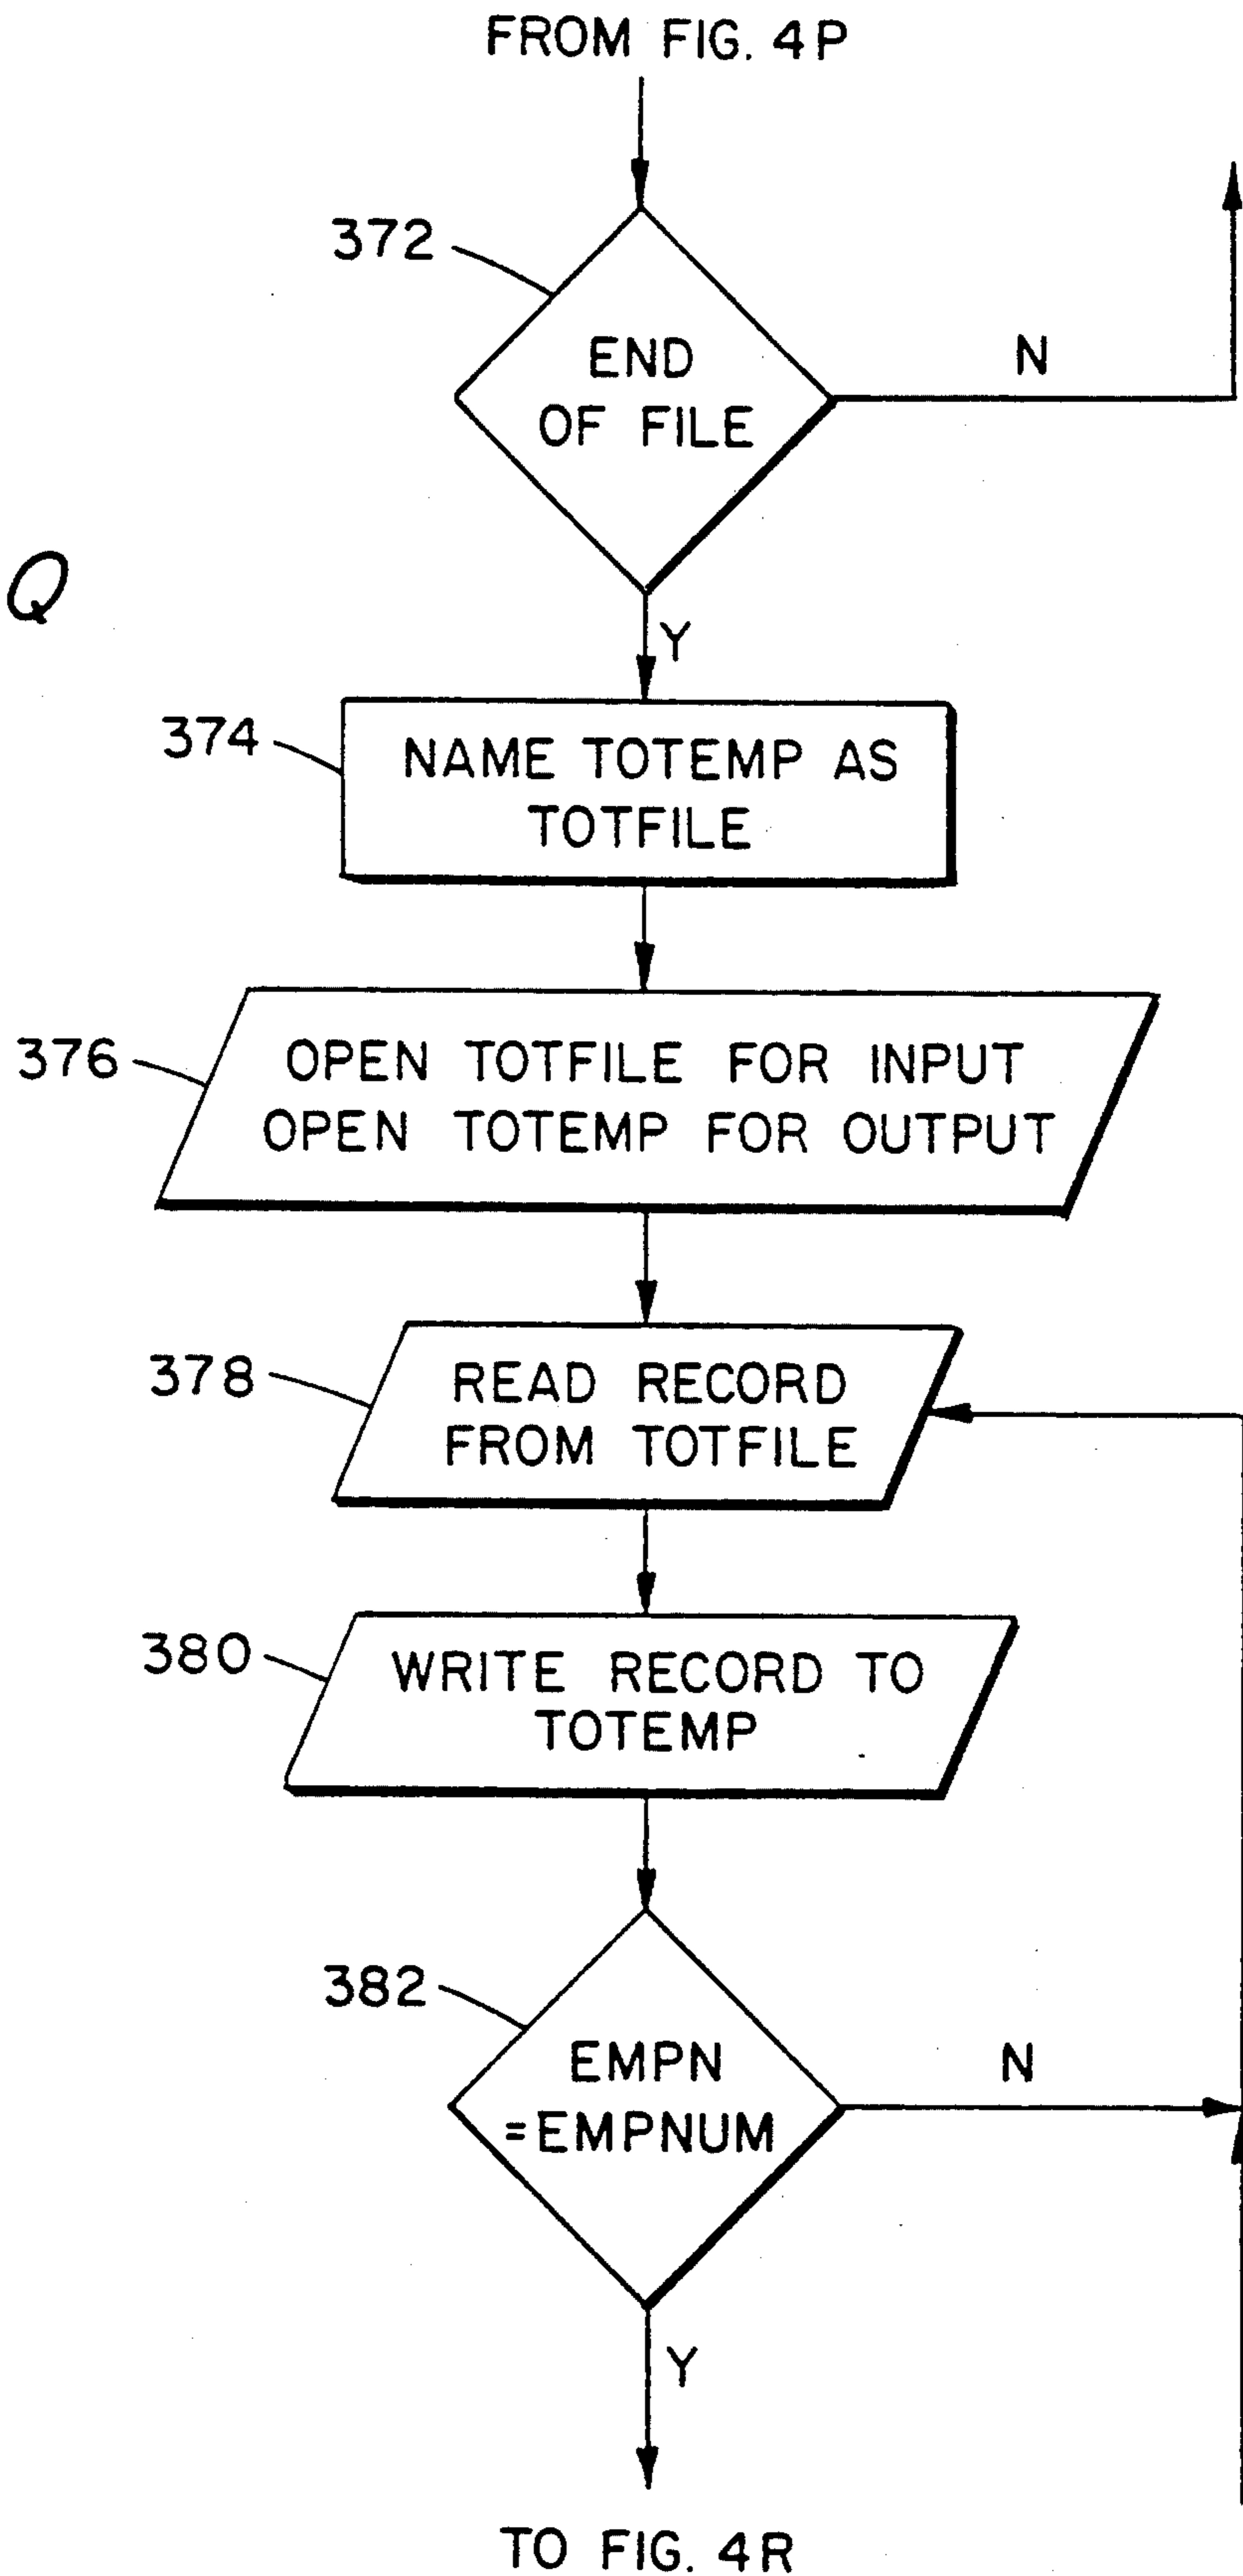 FROM FIG. 4P
372
END
OF FILE
N
Q
Y
374
NAME TOTEMP AS
TOTFILE
376
OPEN TOTFILE FOR INPUT
OPEN TOTEMP FOR OUTPUT
378
READ RECORD
FROM TOTFILE
380
WRITE RECORD TO
TOTEMP
382
EMPN
=EMPNUM
N
Y
TO FIG. 4R